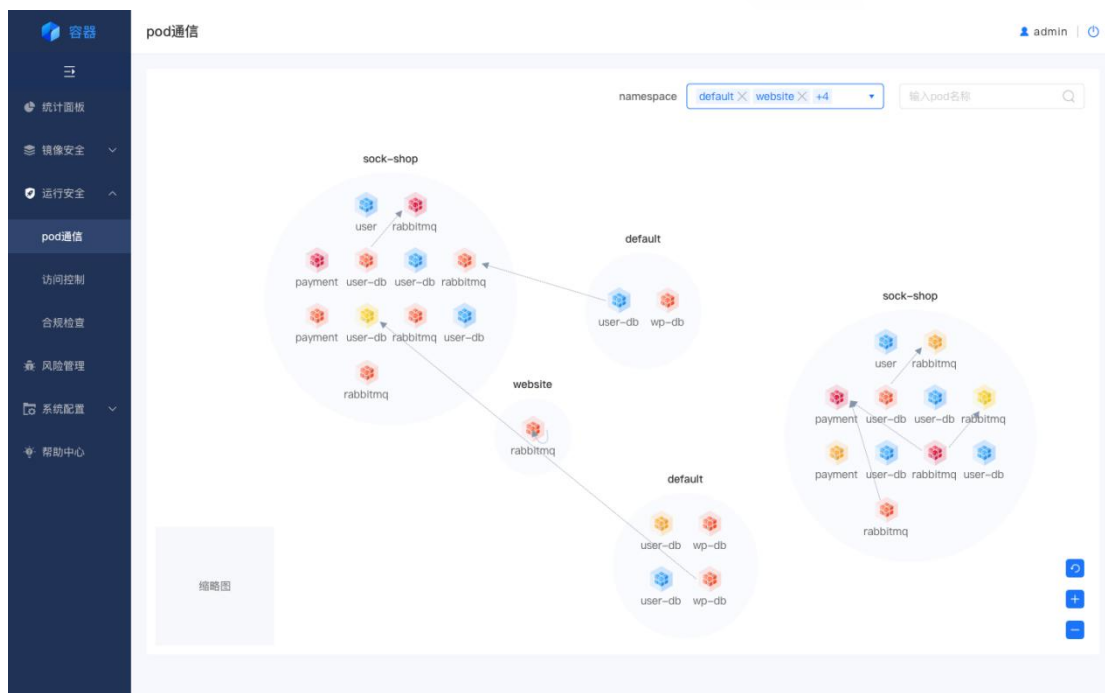 容器
pod通信
admin
统计面板
镜像安全
运行安全
pod通信
访问控制
合规检查
风险管理
系统配置
帮助中心
namespace
default
website
+4
输入pod名称
sock-shop
user rabbitmq
payment user-db user-db rabbitmq
payment user-db rabbitmq user-db
rabbitmq
default
user-db wp-db
website
rabbitmq
default
user-db wp-db
user-db wp-db
sock-shop
user rabbitmq
payment user-db user-db rabbitmq
payment user-db rabbitmq user-db
rabbitmq
缩略图